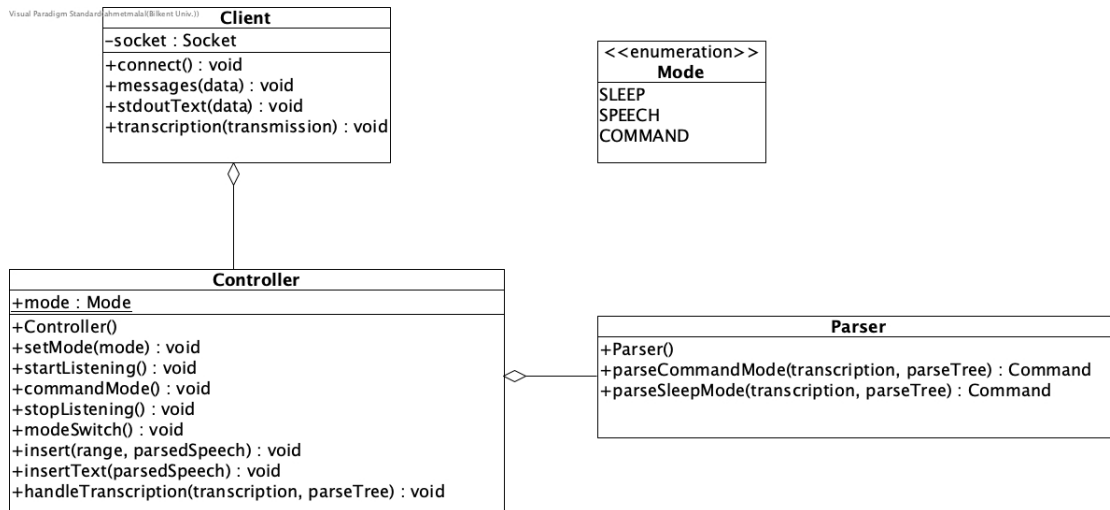 Visual Paradigm Standard(ahmetmalal(Bilkent Univ.))
Client
-socket : Socket
+connect() : void
+messages(data) : void
+stdoutText(data) : void
+transcription(transmission) : void
<<enumeration>>
Mode
SLEEP
SPEECH
COMMAND
Controller
+mode : Mode
+Controller()
+setMode(mode) : void
+startListening() : void
+commandMode() : void
+stopListening() : void
+modeSwitch() : void
+insert(range, parsedSpeech) : void
+insertText(parsedSpeech) : void
+handleTranscription(transcription, parseTree) : void
Parser
+Parser()
+parseCommandMode(transcription, parseTree) : Command
+parseSleepMode(transcription, parseTree) : Command